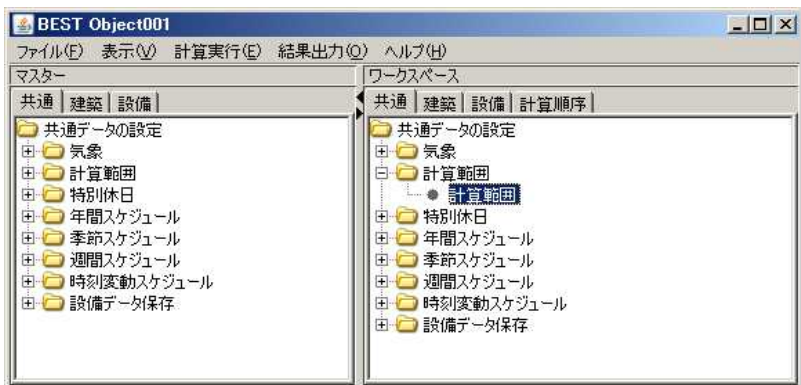 BEST Object001
ファイル(F) 表示(V) 計算実行(E) 結果出力(O) ヘルプ(H)
マスター
共通 建築 設備
共通データの設定
気象
計算範囲
特別休日
年間スケジュール
季節スケジュール
週間スケジュール
時刻変動スケジュール
設備データ保存
ワークスペース
共通 建築 設備 計算順序
共通データの設定
気象
計算範囲
計算範囲
特別休日
年間スケジュール
季節スケジュール
週間スケジュール
時刻変動スケジュール
設備データ保存